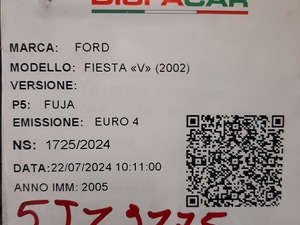 MARCA: FORD
MODELLO: FIESTA «V» (2002)
VERSIONE:
P5: FUJA
EMISSIONE: EURO 4
NS: 1725/2024
DATA:22/07/2024 10:11:00
ANNO IMM: 2005